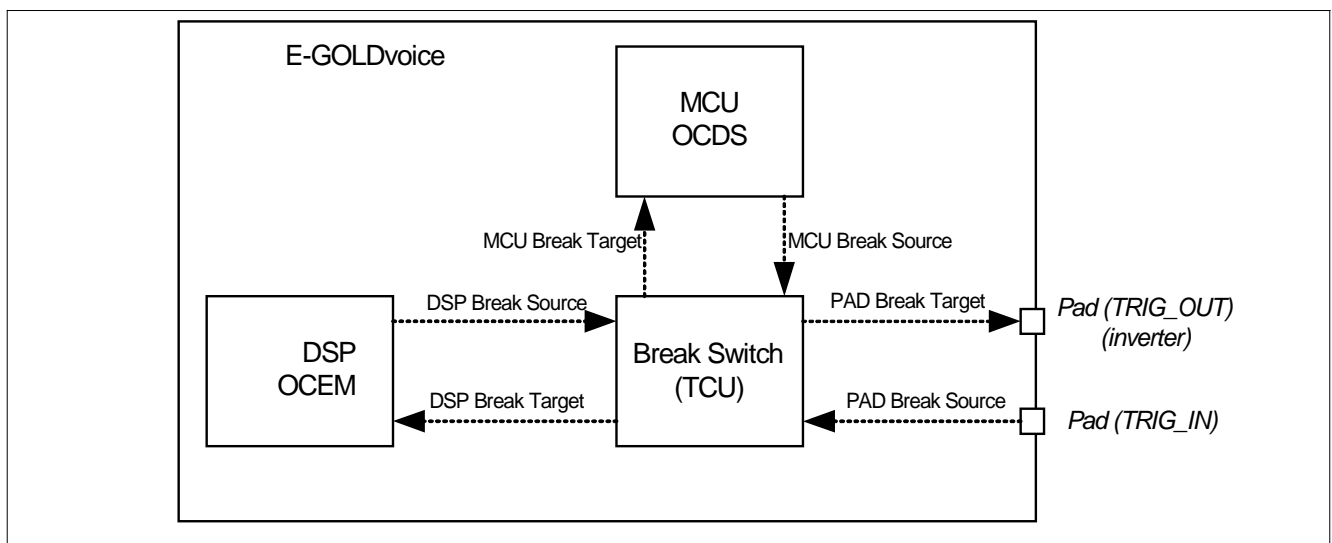 E-GOLDvoice
MCU
OCDS
MCU Break Target
MCU Break Source
DSP Break Source
PAD Break Target
Pad (TRIG_OUT)
(inverter)
DSP
OCEM
Break Switch
(TCU)
DSP Break Target
PAD Break Source
Pad (TRIG_IN)